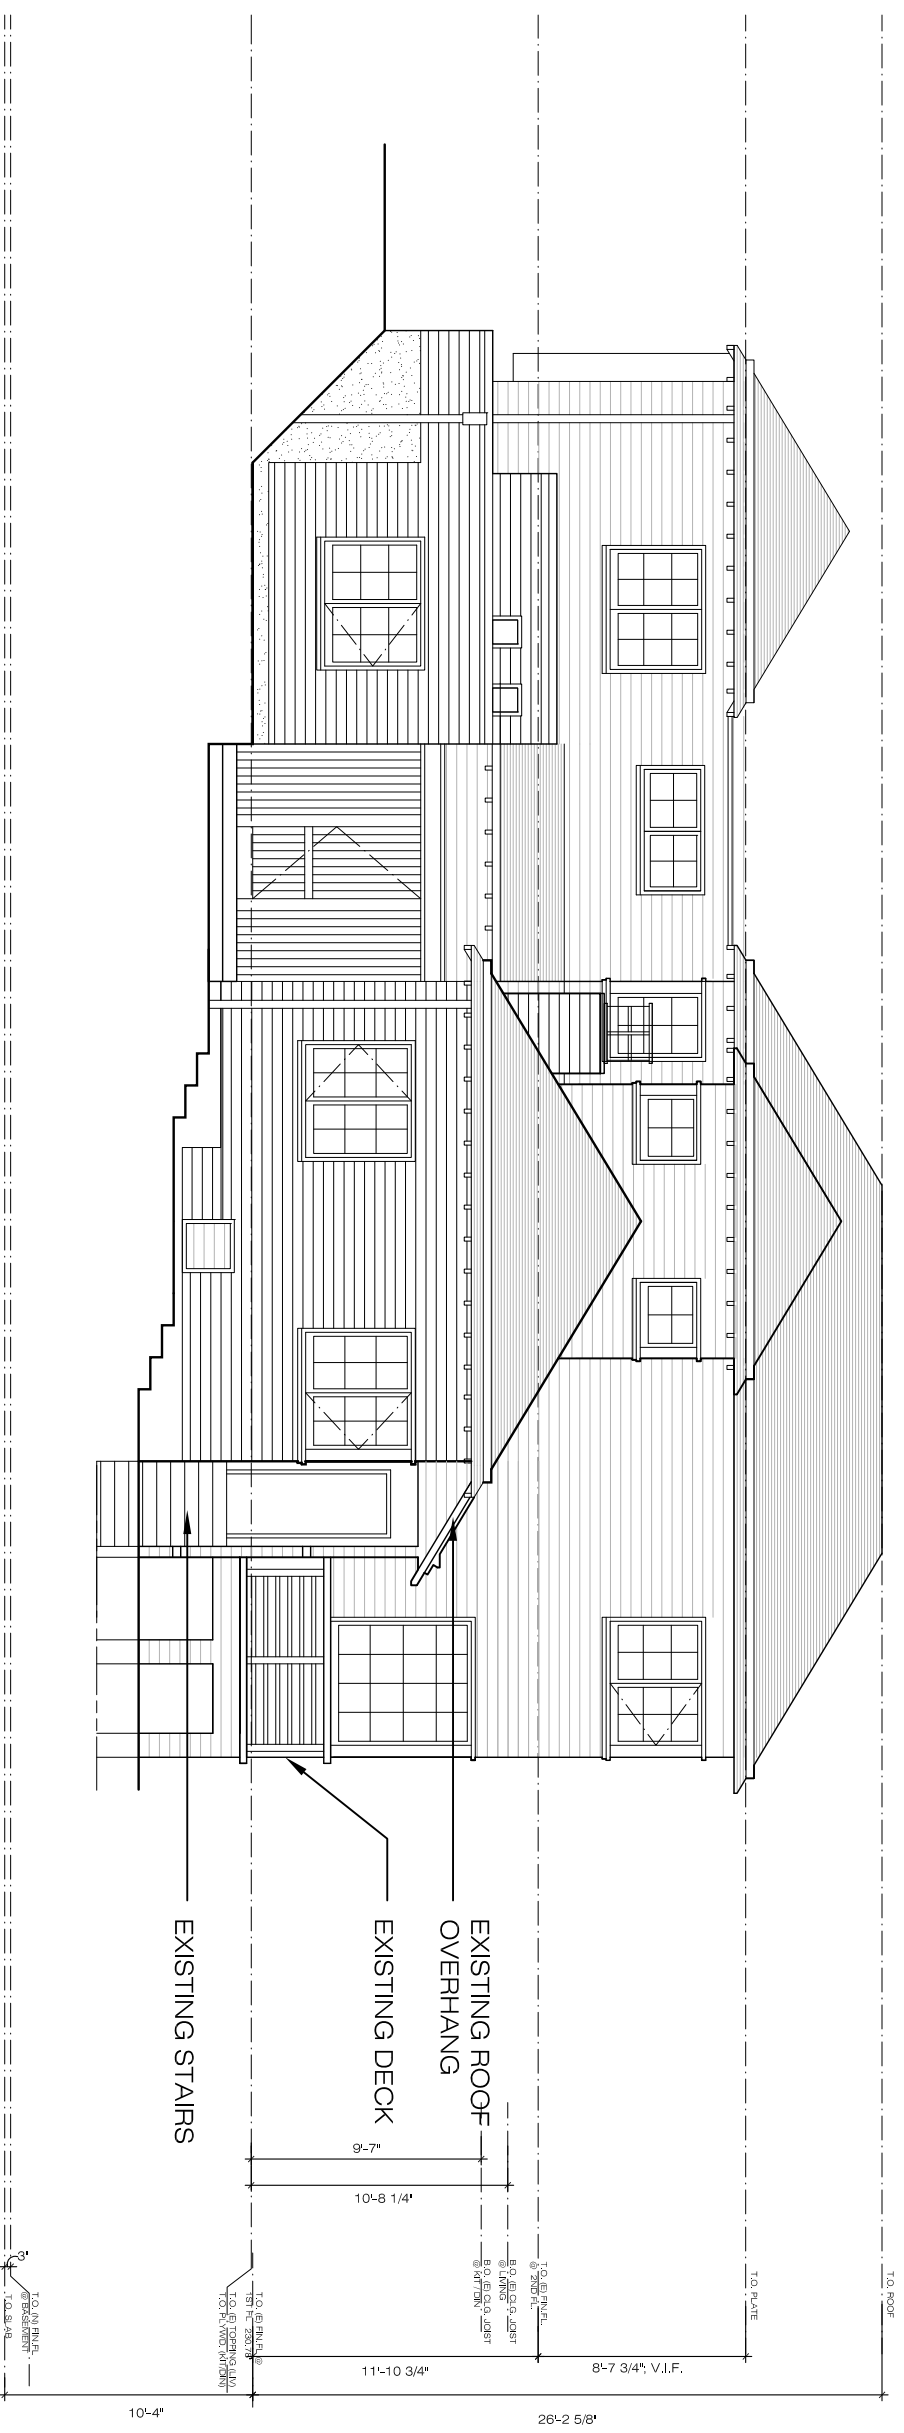 EXISTING ROOF
OVERHANG
EXISTING DECK
EXISTING STAIRS
T.O. ROOF
T.O. PLATE
T.O. (E) FIN.FL.
@ 2ND FL.
B.O. (E) CLG. JOIST
@ LIVING
B.O. (E) CLG. JOIST
@ KIT / DIN
T.O. (E) FIN.FL. @
1ST FL. 230.78'
T.O. (E) TOPPING (LIV)
T.O. PLYWD. (KIT/DIN)
T.O. (N) FIN.FL.
@ BASEMENT
T.O. SLAB
9'-7"
10'-8 1/4"
8'-7 3/4"; V.I.F.
11'-10 3/4"
26'-2 5/8"
10'-4"
3"